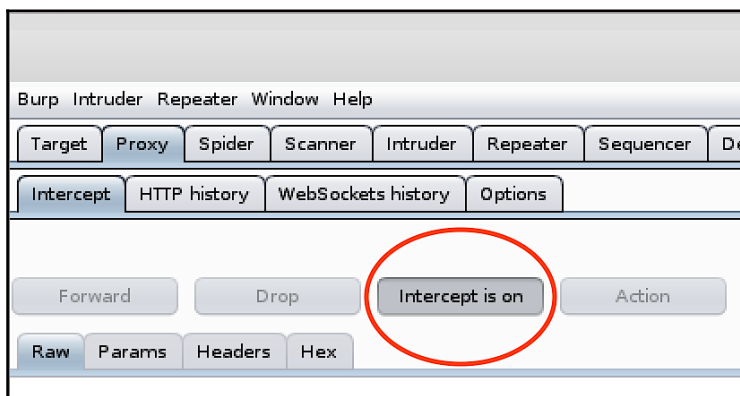 Burp Intruder Repeater Window Help
Target Proxy Spider Scanner Intruder Repeater Sequencer
Intercept HTTP history WebSockets history Options
Forward Drop Intercept is on Action
Raw Params Headers Hex